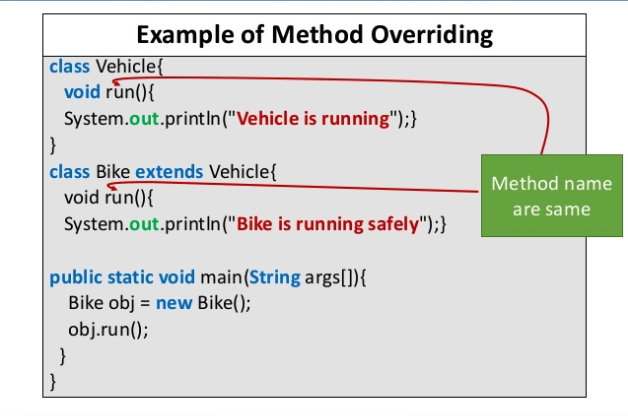 Example of Method Overriding
class Vehicle{
void run(){
System.out.println("Vehicle is running");}
}
class Bike extends Vehicle{
void run(){
System.out.println("Bike is running safely");}
Method name
are same
public static void main(String args[]){
Bike obj = new Bike();
obj.run();
}
}